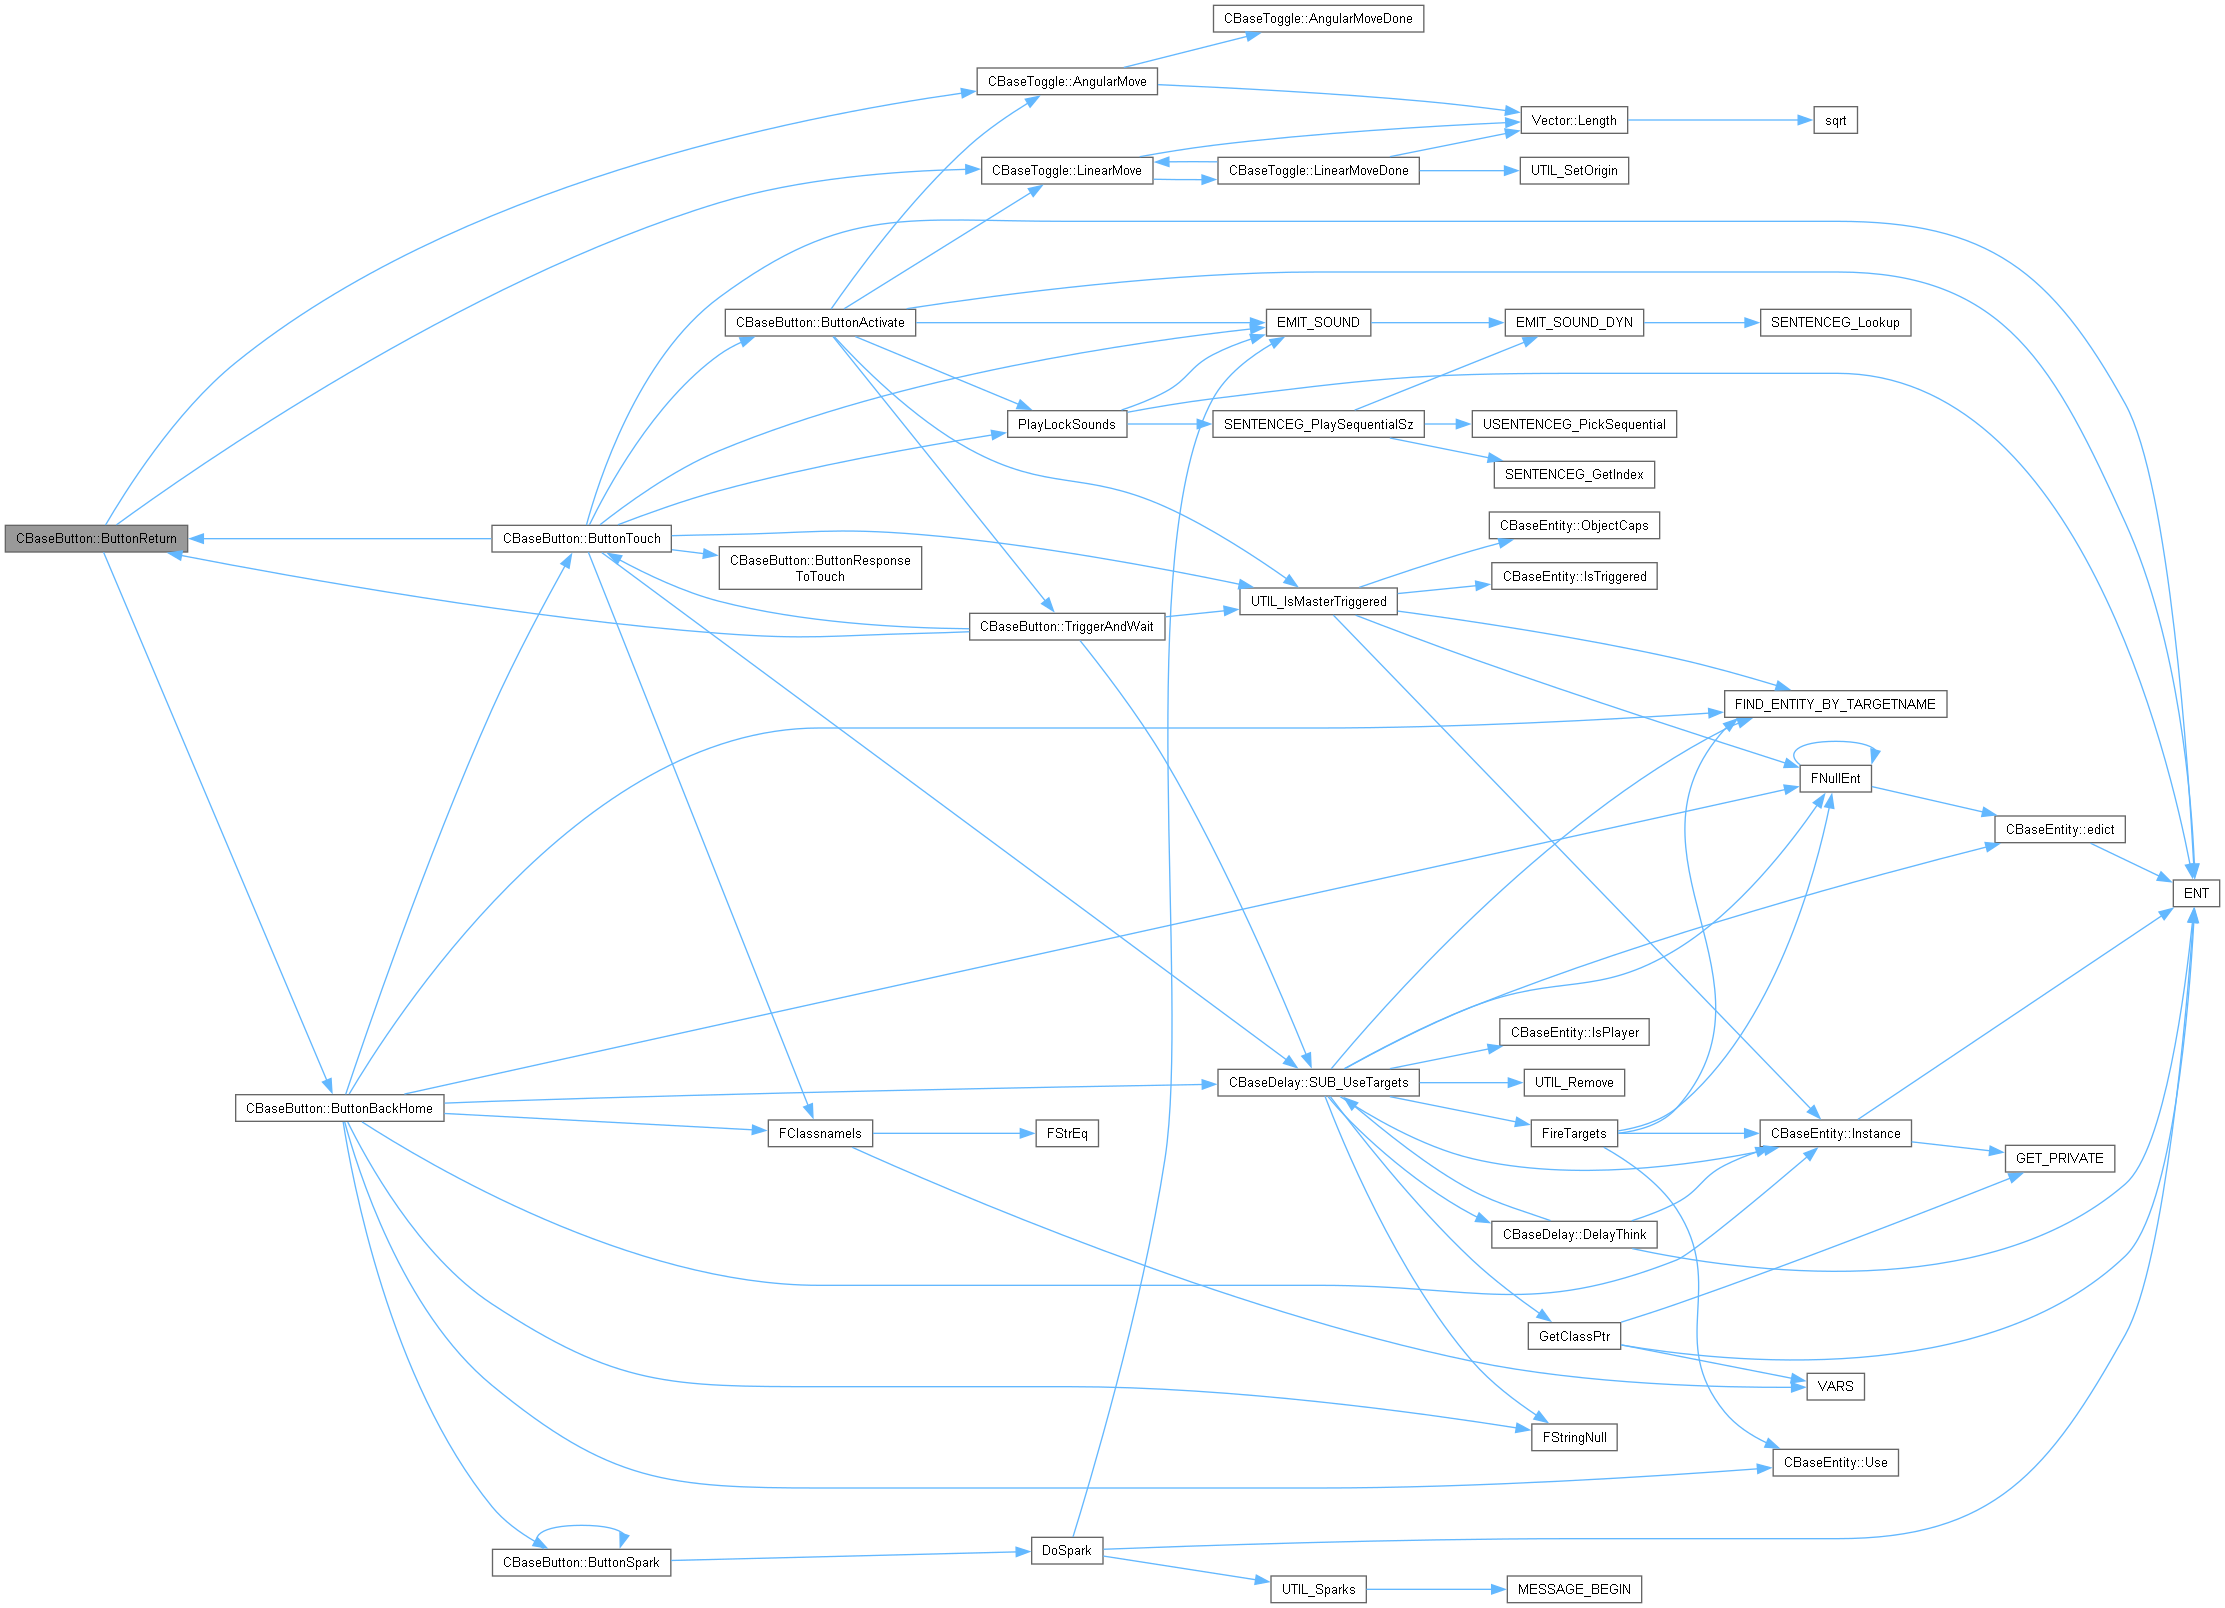 CBaseToggle::AngularMoveDone
CBaseToggle::AngularMove
Vector::Length
sqrt
CBaseToggle::LinearMove
CBaseToggle::LinearMoveDone
UTIL_SetOrigin
CBaseButton::ButtonActivate
EMIT_SOUND
EMIT_SOUND_DYN
SENTENCEG_Lookup
PlayLockSounds
SENTENCEG_PlaySequentialSz
USENTENCEG_PickSequential
SENTENCEG_GetIndex
CBaseButton::ButtonReturn
CBaseButton::ButtonTouch
CBaseButton::ButtonResponse
ToTouch
CBaseEntity::ObjectCaps
CBaseEntity::IsTriggered
UTIL_IsMasterTriggered
CBaseButton::TriggerAndWait
FIND_ENTITY_BY_TARGETNAME
FNullEnt
CBaseEntity::edict
ENT
CBaseEntity::IsPlayer
CBaseDelay::SUB_UseTargets
UTIL_Remove
CBaseButton::ButtonBackHome
FClassnameIs
FStrEq
FireTargets
CBaseEntity::Instance
GET_PRIVATE
CBaseDelay::DelayThink
GetClassPtr
VARS
FStringNull
CBaseEntity::Use
CBaseButton::ButtonSpark
DoSpark
UTIL_Sparks
MESSAGE_BEGIN